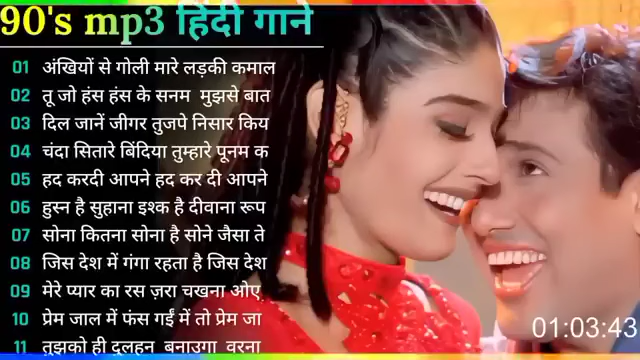 90's mp3 हिंदी गाने
01 अंखियों से गोली मारे लड़की कमाल
02 तू जो हंस हंस के सनम मुझसे बात
03 दिल जानें जीगर तुजपे निसार किय
04 चंदा सितारे बिंदिया तुम्हारे पूनम क
05 हद करदी आपने हद कर दी आपने
06 हुस्न है सुहाना इश्क है दीवाना रूप
07 सोना कितना सोना है सोने जैसा ते
08 जिस देश में गंगा रहता है जिस देश
09 मेरे प्यार का रस ज़रा चखना ओए
10 प्रेम जाल में फंस गईं में तो प्रेम जा
11 तुझको ही दुलहन बनाउगा वरना
01:03:43